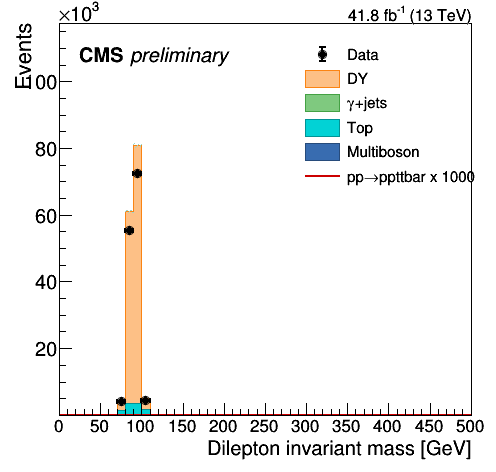 ×10³
41.8 fb⁻¹ (13 TeV)
Events
CMS preliminary
Data
DY
γ+jets
Top
Multiboson
pp→ppttbar x 1000
100
80
60
40
20
0 50 100 150 200 250 300 350 400 450 500
Dilepton invariant mass [GeV]